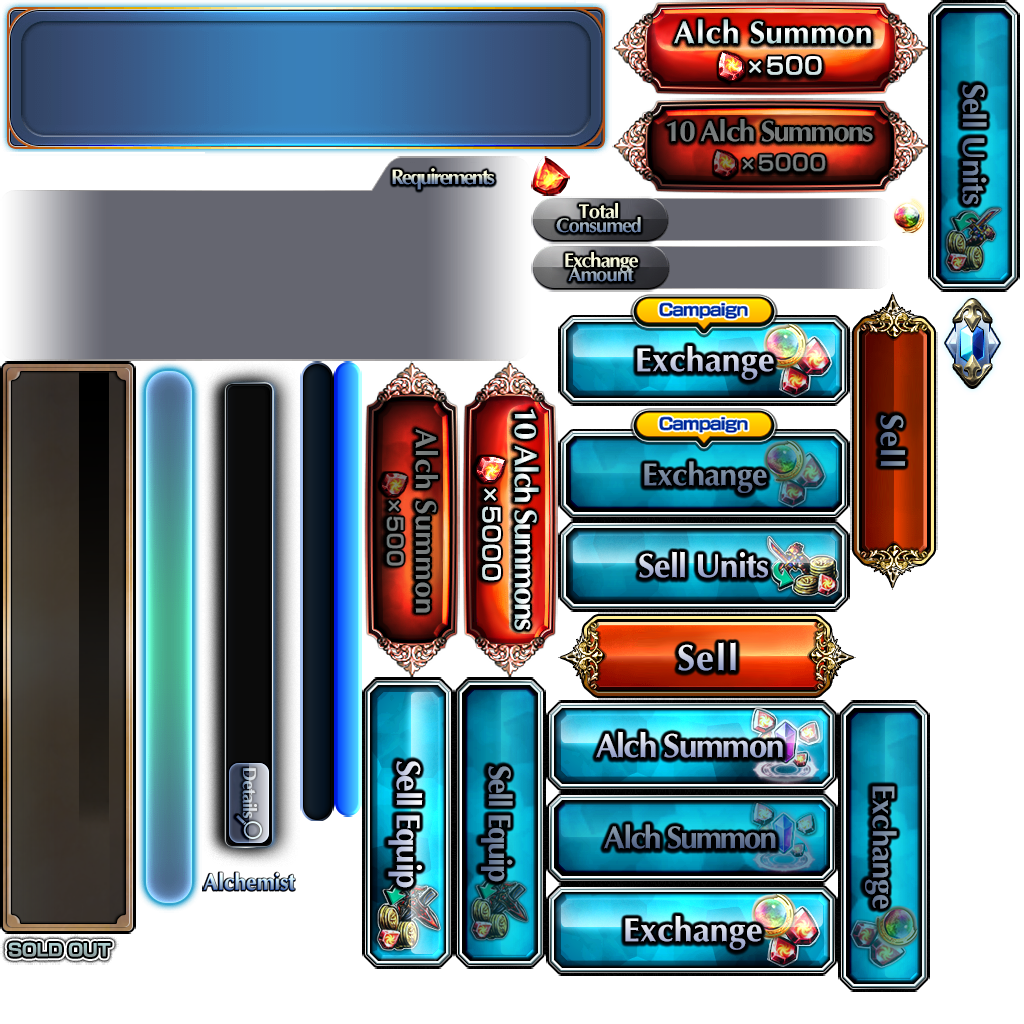 Alch Summon
×500
10 Alch Summons
×5000
Sell Units
Requirements
Total
Consumed
Exchange
Amount
Campaign
Exchange
Sell
Campaign
Exchange
Alch Summon
×500
10 Alch Summons
×5000
Sell Units
Sell
Alch Summon
Sell Equip
Sell Equip
Exchange
Details
Alch Summon
Alchemist
Exchange
SOLD OUT